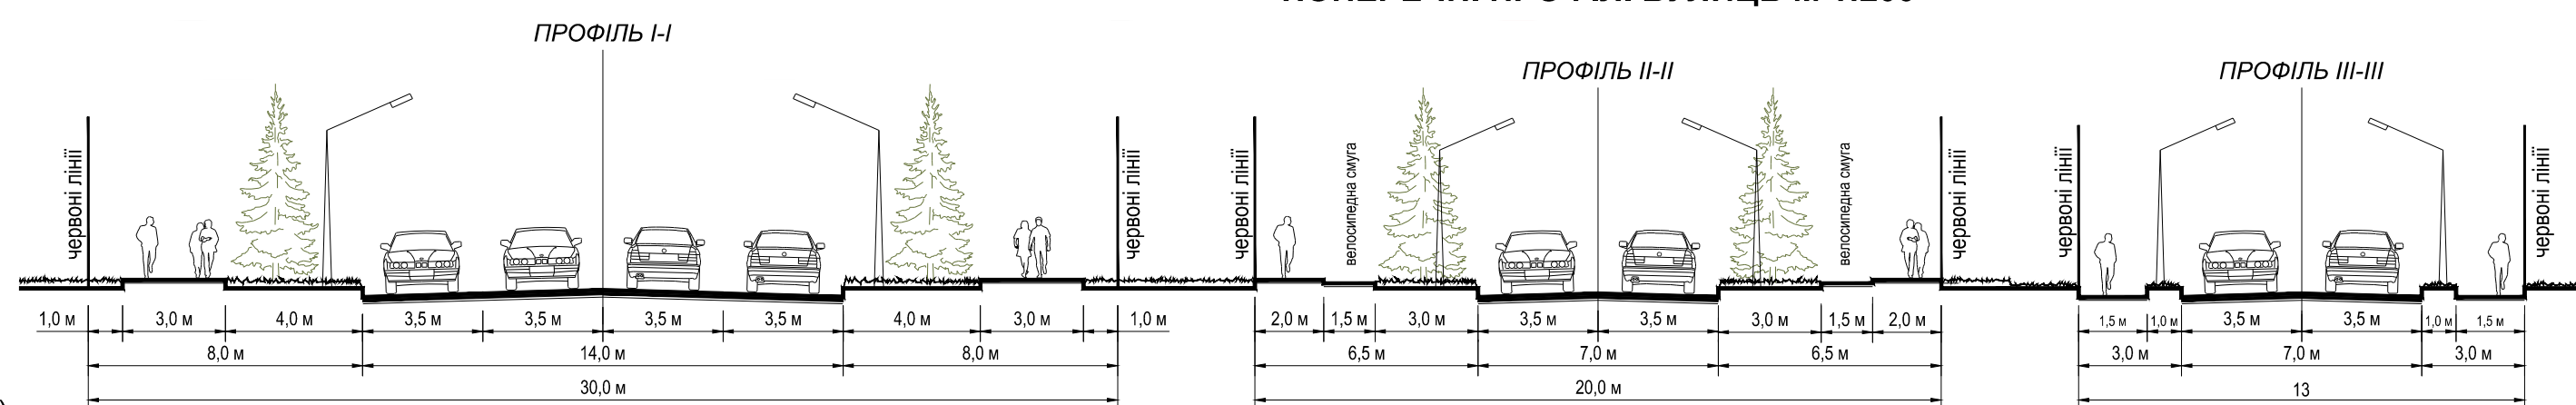 ПРОФІЛЬ I-I
червоні лінії
червоні лінії
1,0 м
3,0 м
4,0 м
3,5 м
3,5 м
3,5 м
3,5 м
4,0 м
3,0 м
1,0 м
8,0 м
14,0 м
8,0 м
30,0 м
ПРОФІЛЬ II-II
червоні лінії
велосипедна смуга
велосипедна смуга
червоні лінії
2,0 м
1,5 м
3,0 м
3,5 м
3,5 м
3,0 м
1,5 м
2,0 м
6,5 м
7,0 м
6,5 м
20,0 м
ПРОФІЛЬ III-III
червоні лінії
червоні лінії
1,5 м
1,0 м
3,5 м
3,5 м
1,0 м
1,5 м
3,0 м
7,0 м
3,0 м
13